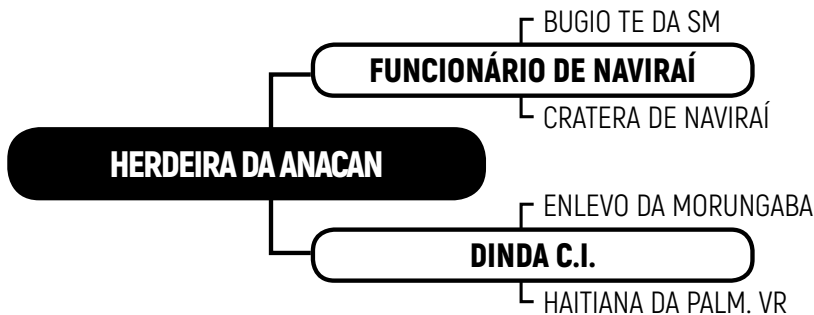 BUGIO TE DA SM
FUNCIONÁRIO DE NAVIRAÍ
CRATERA DE NAVIRAÍ
HERDEIRA DA ANACAN
ENLEVO DA MORUNGABA
DINDA C.I.
HAITIANA DA PALM. VR